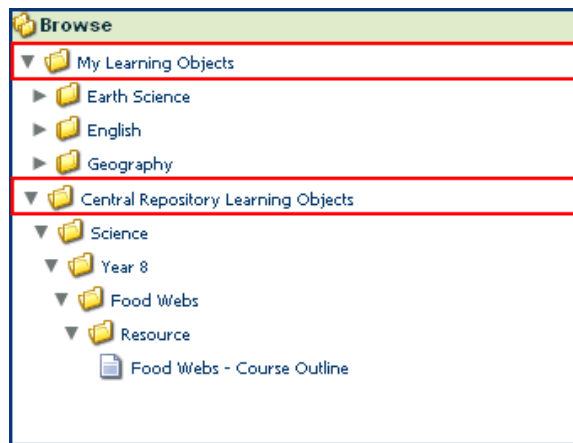 Browse
My Learning Objects
Earth Science
English
Geography
Central Repository Learning Objects
Science
Year 8
Food Webs
Resource
Food Webs - Course Outline